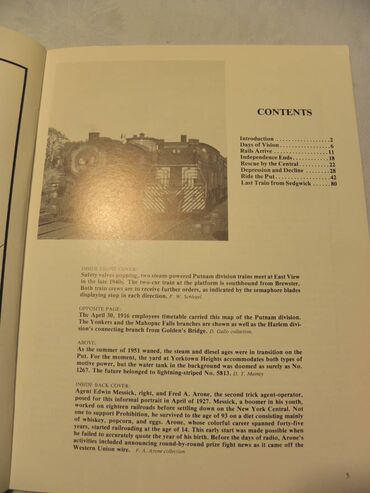 CONTENTS
Introduction . . . . . . . . . . . . . . . . . . 2
Days of Vision . . . . . . . . . . . . . . . . 6
Rails Arrive . . . . . . . . . . . . . . . . . . 11
Independence Ends . . . . . . . . . . . 18
Rescue by the Central . . . . . . . . . 22
Depression and Decline . . . . . . . . 28
Ride the Put . . . . . . . . . . . . . . . . . 42
Last Train from Sedgwick . . . . . . 80
INSIDE FRONT COVER:
Safety valves popping, two steam-powered Putnam division trains meet at East View
in the late 1940s. The two-car train at the platform is southbound from Brewster.
Both train crews are to receive further orders, as indicated by the semaphore blades
displaying stop in each direction. F. W. Schlegel
OPPOSITE PAGE:
The April 30, 1916 employees timetable carried this map of the Putnam division.
The Yonkers and the Mahopac Falls branches are shown as well as the Harlem divi-
sion's connecting branch from Golden's Bridge. D. Gallo collection.
ABOVE:
As the summer of 1951 waned, the steam and diesel ages were in transition on the
Put. For the moment, the yard at Yorktown Heights accommodates both types of
motive power, but the water tank in the background was doomed as surely as No.
1267. The future belonged to lightning-striped No. 5813. D. T. Mainey
INSIDE BACK COVER:
Agent Edwin Messick, right, and Fred A. Arone, the second trick agent-operator,
posed for this informal portrait in April of 1927. Messick, a boomer in his youth,
worked on eighteen railroads before settling down on the New York Central. Not
one to support Prohibition, he survived to the age of 93 on a diet consisting mainly
of whiskey, popcorn, and eggs. Arone, whose colorful career spanned forty-five
years, started railroading at the age of 14. This early start was made possible when
he failed to accurately quote the year of his birth. Before the days of radio, Arone's
activities included announcing round-by-round prize fight news as it came off the
Western Union wire. F. A. Arone collection